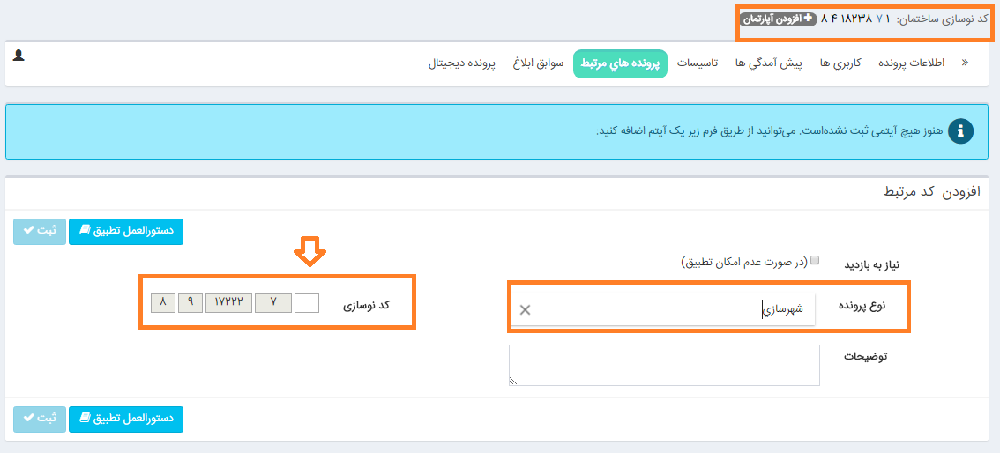 کد نوسازی ساختمان: ۸-۴-۱۸۲۳۸-۷-۱ افزودن آپارتمان
» اطلاعات پرونده کاربري ها پيش آمدگي ها تاسیسات پرونده هاي مرتبط سوابق ابلاغ پرونده دیجیتال
هنوز هیچ آیتمی ثبت نشده‌است. می‌توانید از طریق فرم زیر یک آیتم اضافه کنید:
افزودن کد مرتبط
دستورالعمل تطبیق ثبت
نیاز به بازدید (در صورت عدم امکان تطبیق)
نوع پرونده شهرسازي کد نوسازی ۷ ۱۷۲۲۲ ۹ ۸
توضیحات
دستورالعمل تطبیق ثبت